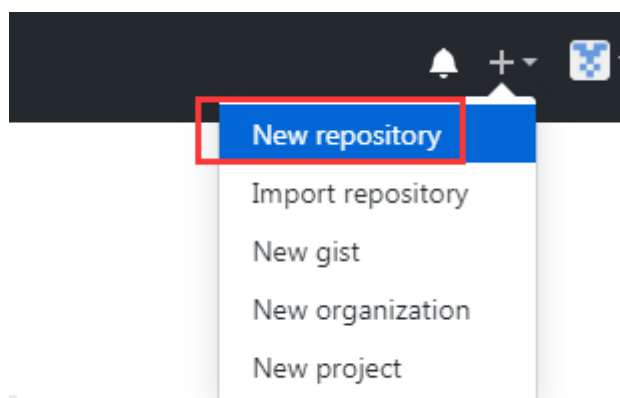 New repository
Import repository
New gist
New organization
New project